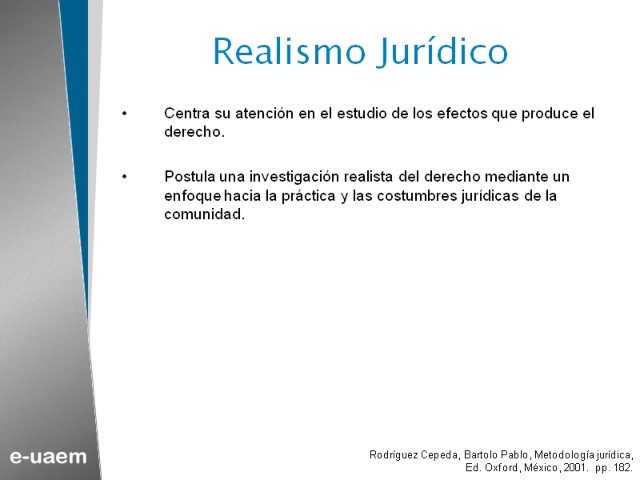 Realismo Jurídico
• Centra su atención en el estudio de los efectos que produce el
derecho.
• Postula una investigación realista del derecho mediante un
enfoque hacia la práctica y las costumbres jurídicas de la
comunidad.
e-uaem
Rodríguez Cepeda, Bartolo Pablo, Metodología jurídica,
Ed. Oxford, México, 2001. pp. 182.